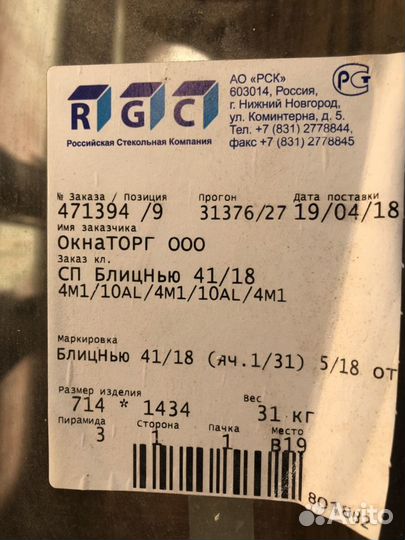 RGC
Российская Стекольная Компания
АО «РСК»
603014, Россия,
г. Нижний Новгород,
ул. Коминтерна, д. 5.
Тел. +7 (831) 2778844,
факс +7 (831) 2778845
РСТ
№ Заказа / Позиция Прогон Дата поставки
471394 /9 31376/27 19/04/18
Имя заказчика
ОКНАТОРГ ООО
Заказ кл.
СП БлицНью 41/18
4М1/10AL/4М1/10AL/4М1
Маркировка
БлицНью 41/18 (яч.1/31) 5/18 от
Размер изделия Вес
714 * 1434 31 кг
Пирамида Сторона Пачка Место
3 1 1 В19
Avito